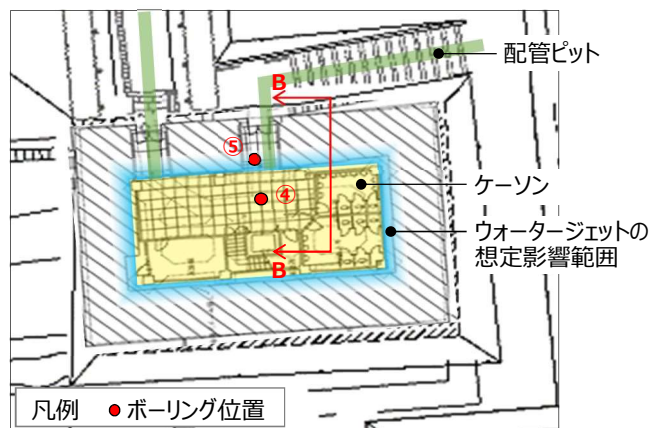 配管ピット
B
⑤
④
ケーソン
ウォータージェットの
想定影響範囲
B
凡例 ●ボーリング位置